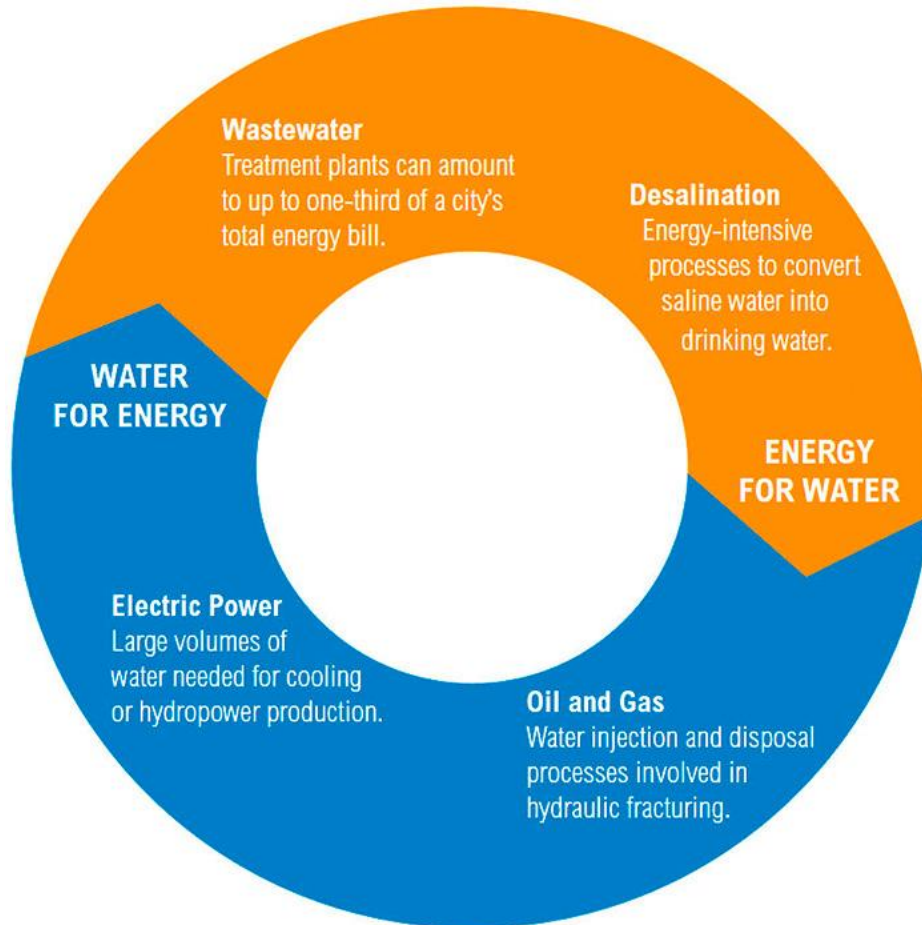 Wastewater
Treatment plants can amount
to up to one-third of a city's
total energy bill.
Desalination
Energy-intensive
processes to convert
saline water into
drinking water.
WATER
FOR ENERGY
ENERGY
FOR WATER
Electric Power
Large volumes of
water needed for cooling
or hydropower production.
Oil and Gas
Water injection and disposal
processes involved in
hydraulic fracturing.